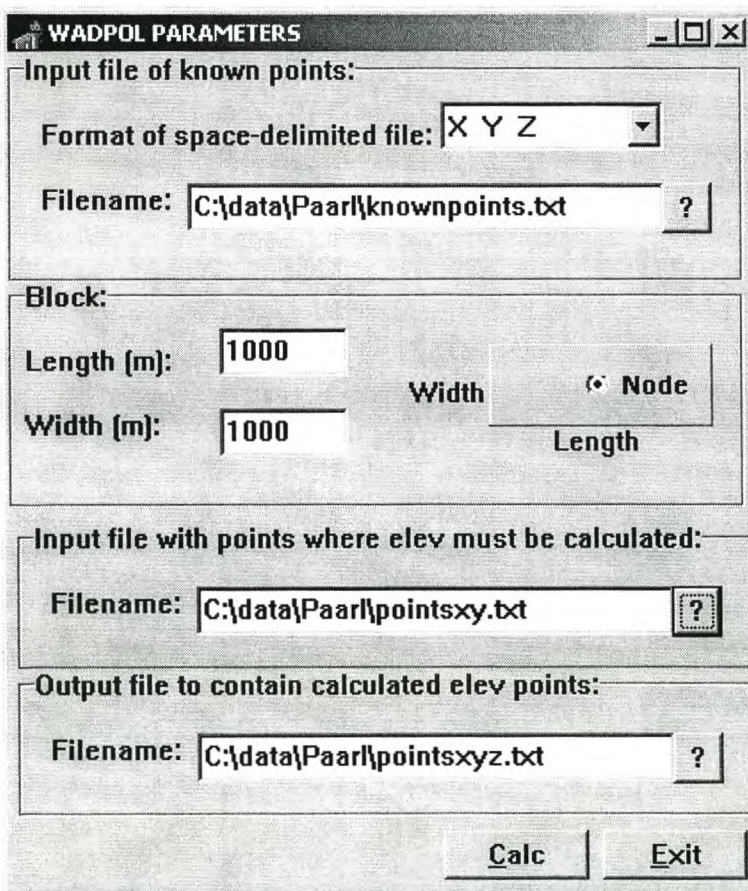 WADPOL PARAMETERS
Input file of known points:
Format of space-delimited file: X Y Z
Filename: C:\data\Paarl\knownpoints.txt ?
Block:
Length (m): 1000
Width (m): 1000
Width
Node
Length
Input file with points where elev must be calculated:
Filename: C:\data\Paarl\pointsxy.txt ?
Output file to contain calculated elev points:
Filename: C:\data\Paarl\pointsxyz.txt ?
Calc Exit